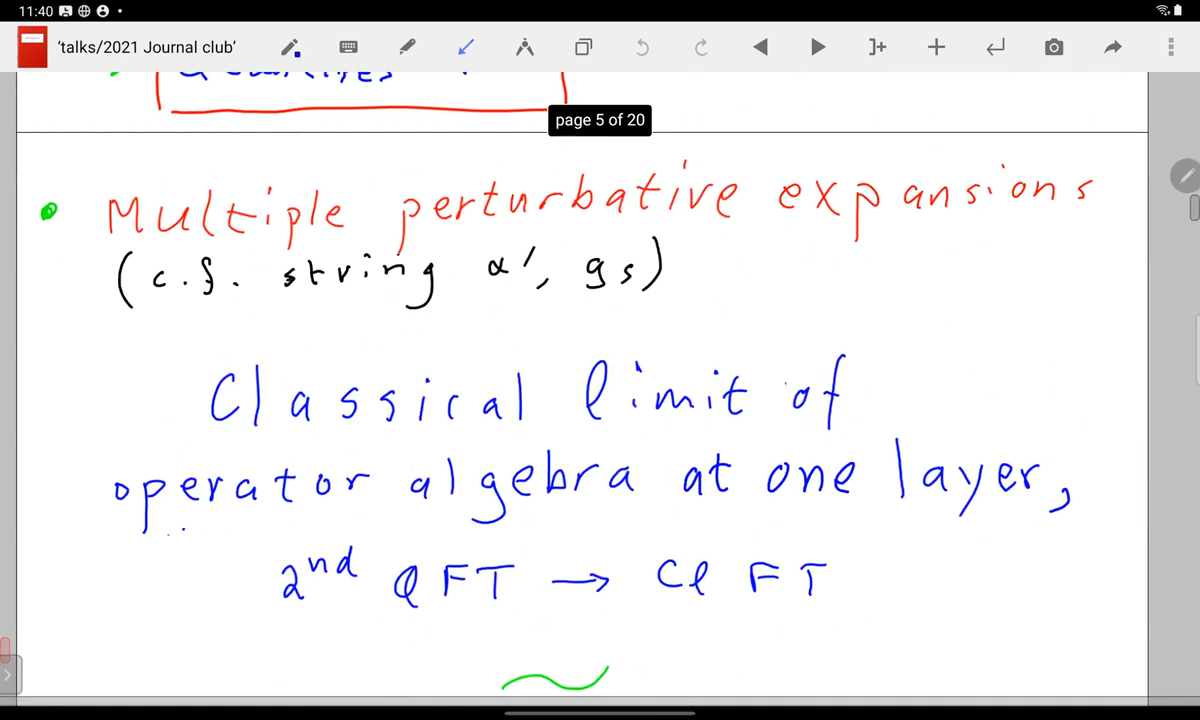 11:40
'talks/2021 Journal club'
page 5 of 20
Multiple perturbative expansions
(c.f. string α', gs)
Classical limit of
operator algebra at one layer,
2nd QFT → Cl FT